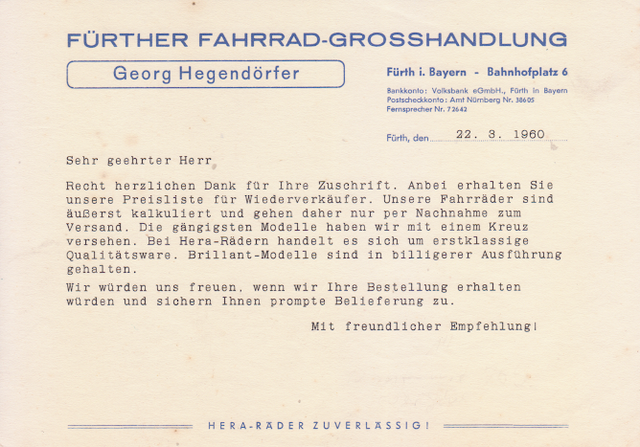 FÜRTHER FAHRRAD-GROSSHANDLUNG
Georg Hegendörfer
Fürth i. Bayern - Bahnhofplatz 6
Bankkonto: Volksbank eGmbH., Fürth in Bayern
Postscheckkonto: Amt Nürnberg Nr. 38605
Fernsprecher Nr. 72642
Fürth, den 22. 3. 1960
Sehr geehrter Herr
Recht herzlichen Dank für Ihre Zuschrift. Anbei erhalten Sie
unsere Preisliste für Wiederverkäufer. Unsere Fahrräder sind
äußerst kalkuliert und gehen daher nur per Nachnahme zum
Versand. Die gängigsten Modelle haben wir mit einem Kreuz
versehen. Bei Hera-Rädern handelt es sich um erstklassige
Qualitätsware. Brillant-Modelle sind in billigerer Ausführung
gehalten.
Wir würden uns freuen, wenn wir Ihre Bestellung erhalten
würden und sichern Ihnen prompte Belieferung zu.
Mit freundlicher Empfehlung!
HERA-RÄDER ZUVERLÄSSIG!